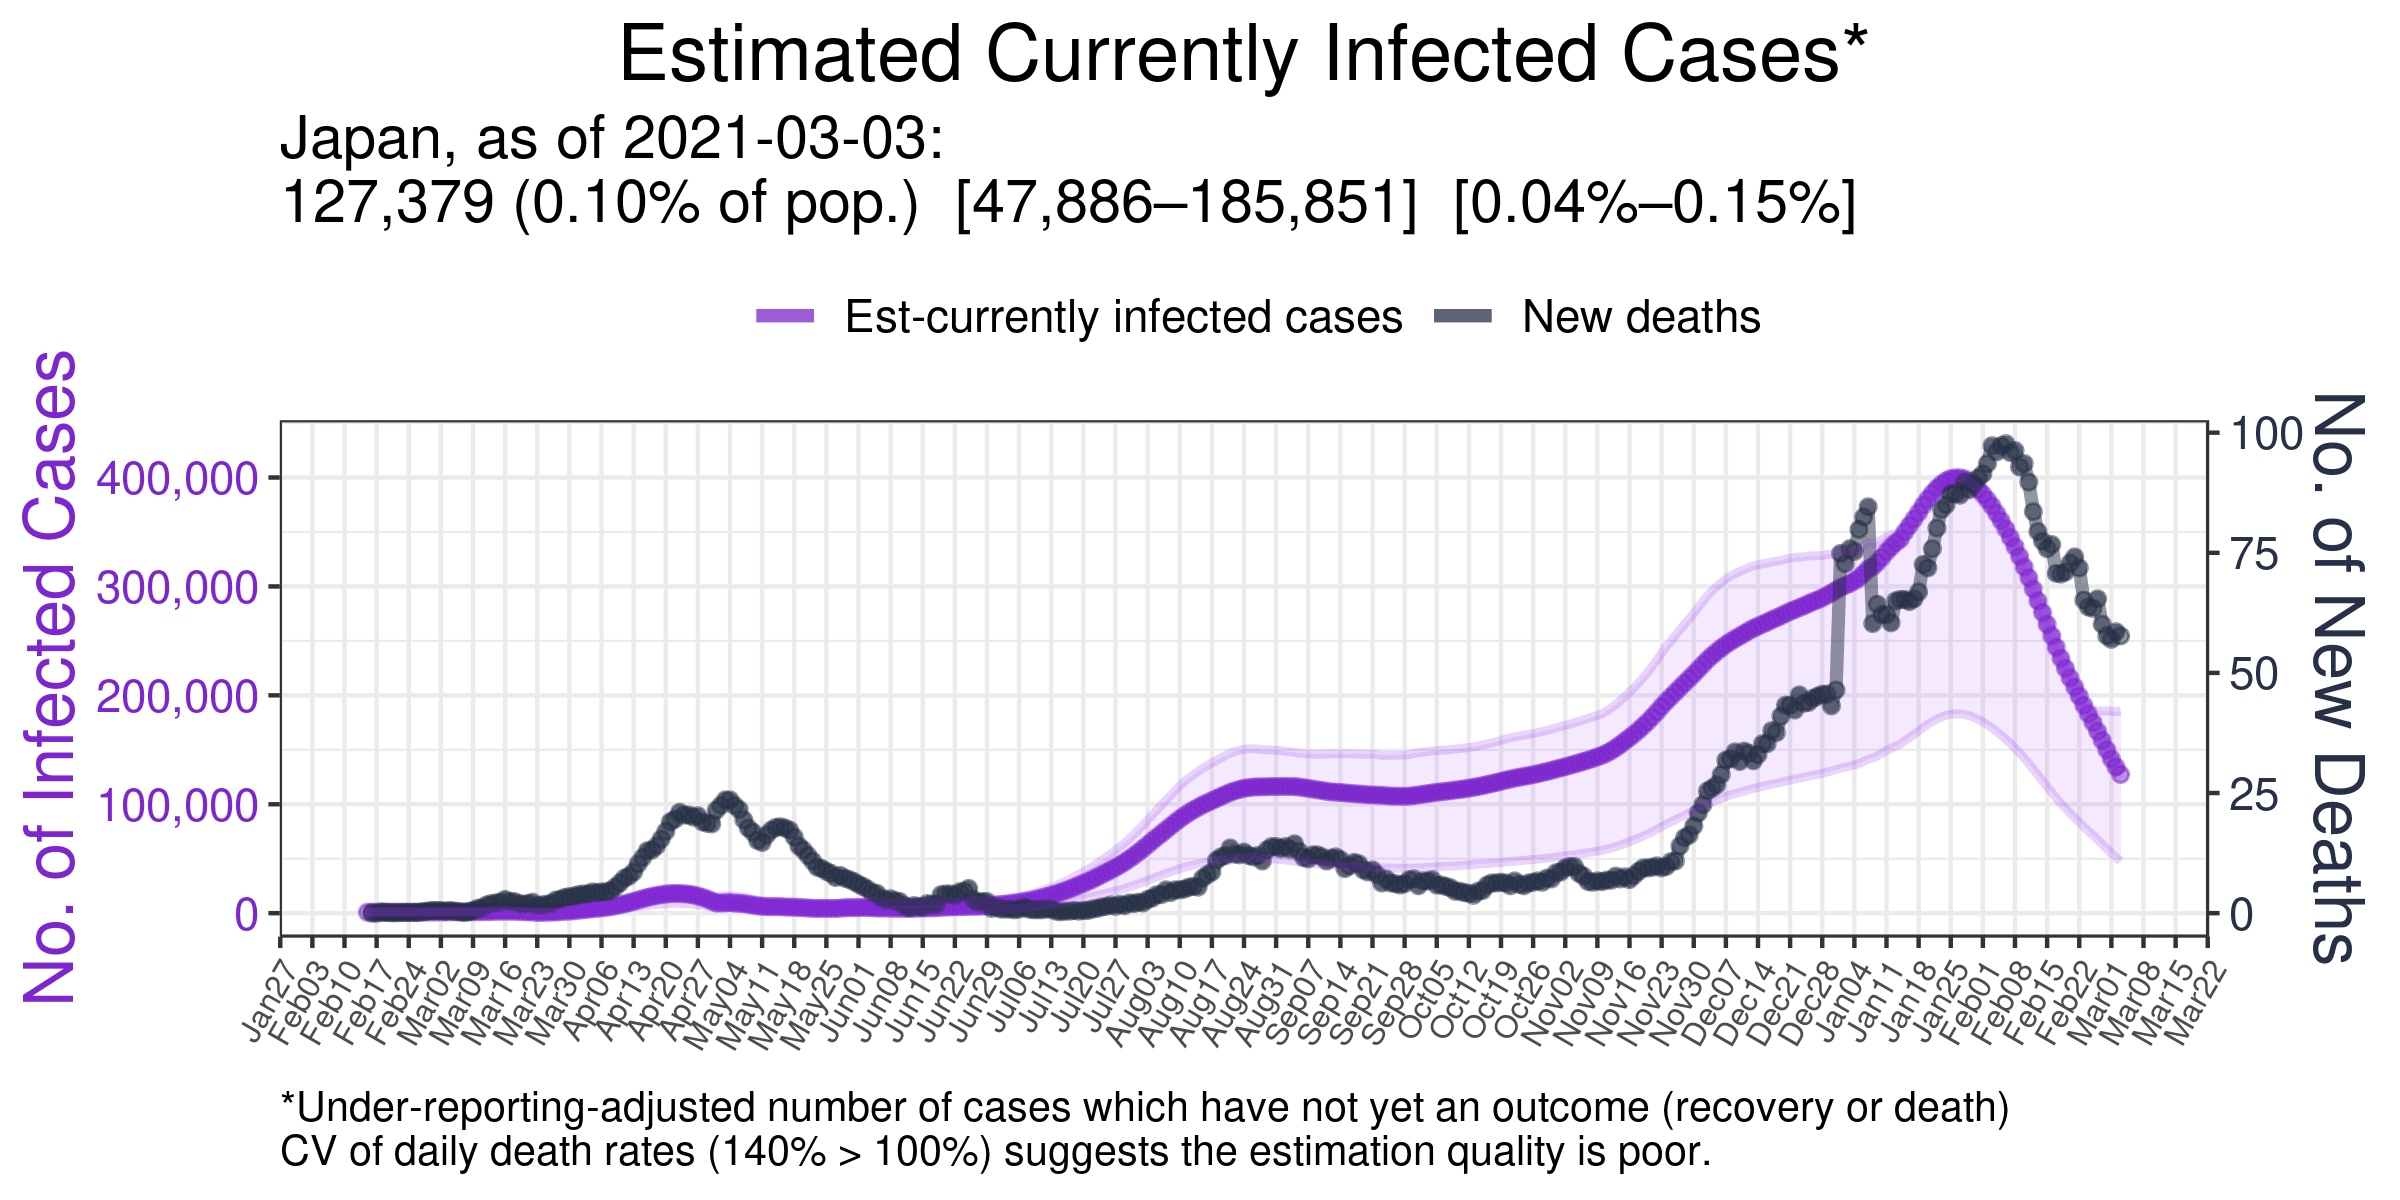 Estimated Currently Infected Cases*
Japan, as of 2021-03-03:
127,379 (0.10% of pop.) [47,886–185,851] [0.04%–0.15%]
Est-currently infected cases
New deaths
No. of Infected Cases
400,000
300,000
200,000
100,000
0
100
75
50
25
0
No. of New Deaths
Jan27
Feb03
Feb10
Feb17
Feb24
Mar02
Mar09
Mar16
Mar23
Mar30
Apr06
Apr13
Apr20
Apr27
May04
May11
May18
May25
Jun01
Jun08
Jun15
Jun22
Jun29
Jul06
Jul13
Jul20
Jul27
Aug03
Aug10
Aug17
Aug24
Aug31
Sep07
Sep14
Sep21
Sep28
Oct05
Oct12
Oct19
Oct26
Nov02
Nov09
Nov16
Nov23
Nov30
Dec07
Dec14
Dec21
Dec28
Jan04
Jan11
Jan18
Jan25
Feb01
Feb08
Feb15
Feb22
Mar01
Mar08
Mar15
Mar22
*Under-reporting-adjusted number of cases which have not yet an outcome (recovery or death)
CV of daily death rates (140% > 100%) suggests the estimation quality is poor.